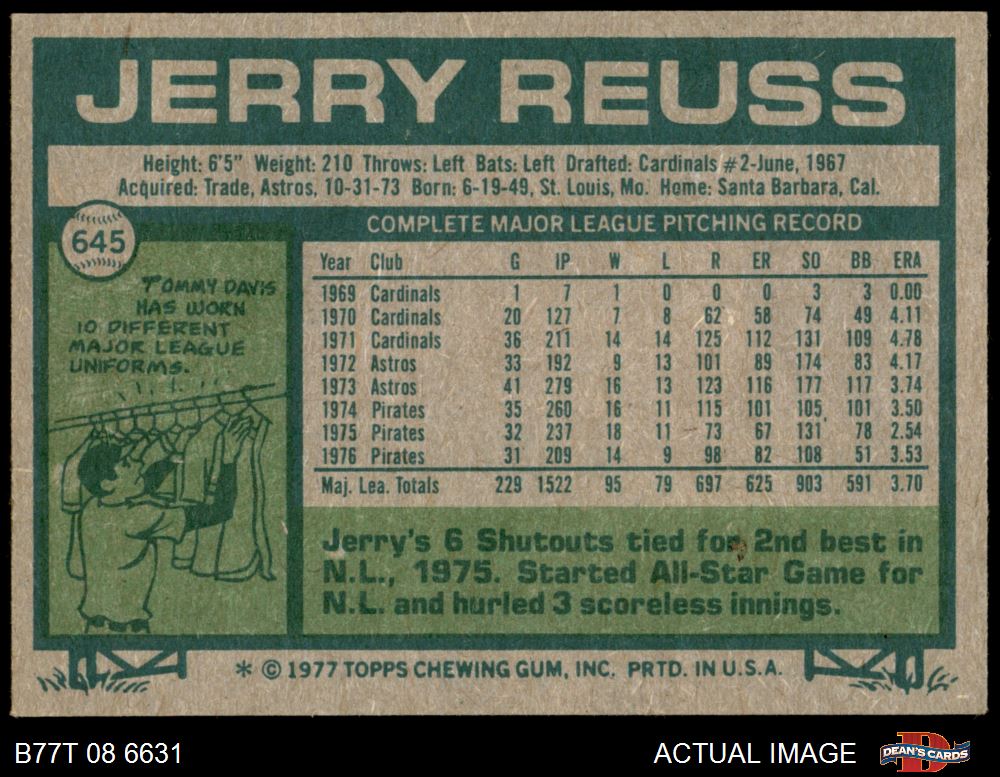 JERRY REUSS
Height: 6'5" Weight: 210 Throws: Left Bats: Left Drafted: Cardinals #2-June, 1967
Acquired: Trade, Astros, 10-31-73 Born: 6-19-49, St. Louis, Mo. Home: Santa Barbara, Cal.
645
TOMMY DAVIS
HAS WORN
10 DIFFERENT
MAJOR LEAGUE
UNIFORMS.
COMPLETE MAJOR LEAGUE PITCHING RECORD
Year Club G IP W L R ER SO BB ERA
1969 Cardinals 1 7 1 0 0 0 3 3 0.00
1970 Cardinals 20 127 7 8 62 58 74 49 4.11
1971 Cardinals 36 211 14 14 125 112 131 109 4.78
1972 Astros 33 192 9 13 101 89 174 83 4.17
1973 Astros 41 279 16 13 123 116 177 117 3.74
1974 Pirates 35 260 16 11 115 101 105 101 3.50
1975 Pirates 32 237 18 11 73 67 131 78 2.54
1976 Pirates 31 209 14 9 98 82 108 51 3.53
Maj. Lea. Totals 229 1522 95 79 697 625 903 591 3.70
Jerry's 6 Shutouts tied for 2nd best in
N.L., 1975. Started All-Star Game for
N.L. and hurled 3 scoreless innings.
* © 1977 TOPPS CHEWING GUM, INC. PRTD. IN U.S.A.
B77T 08 6631
ACTUAL IMAGE
DEAN'S CARDS